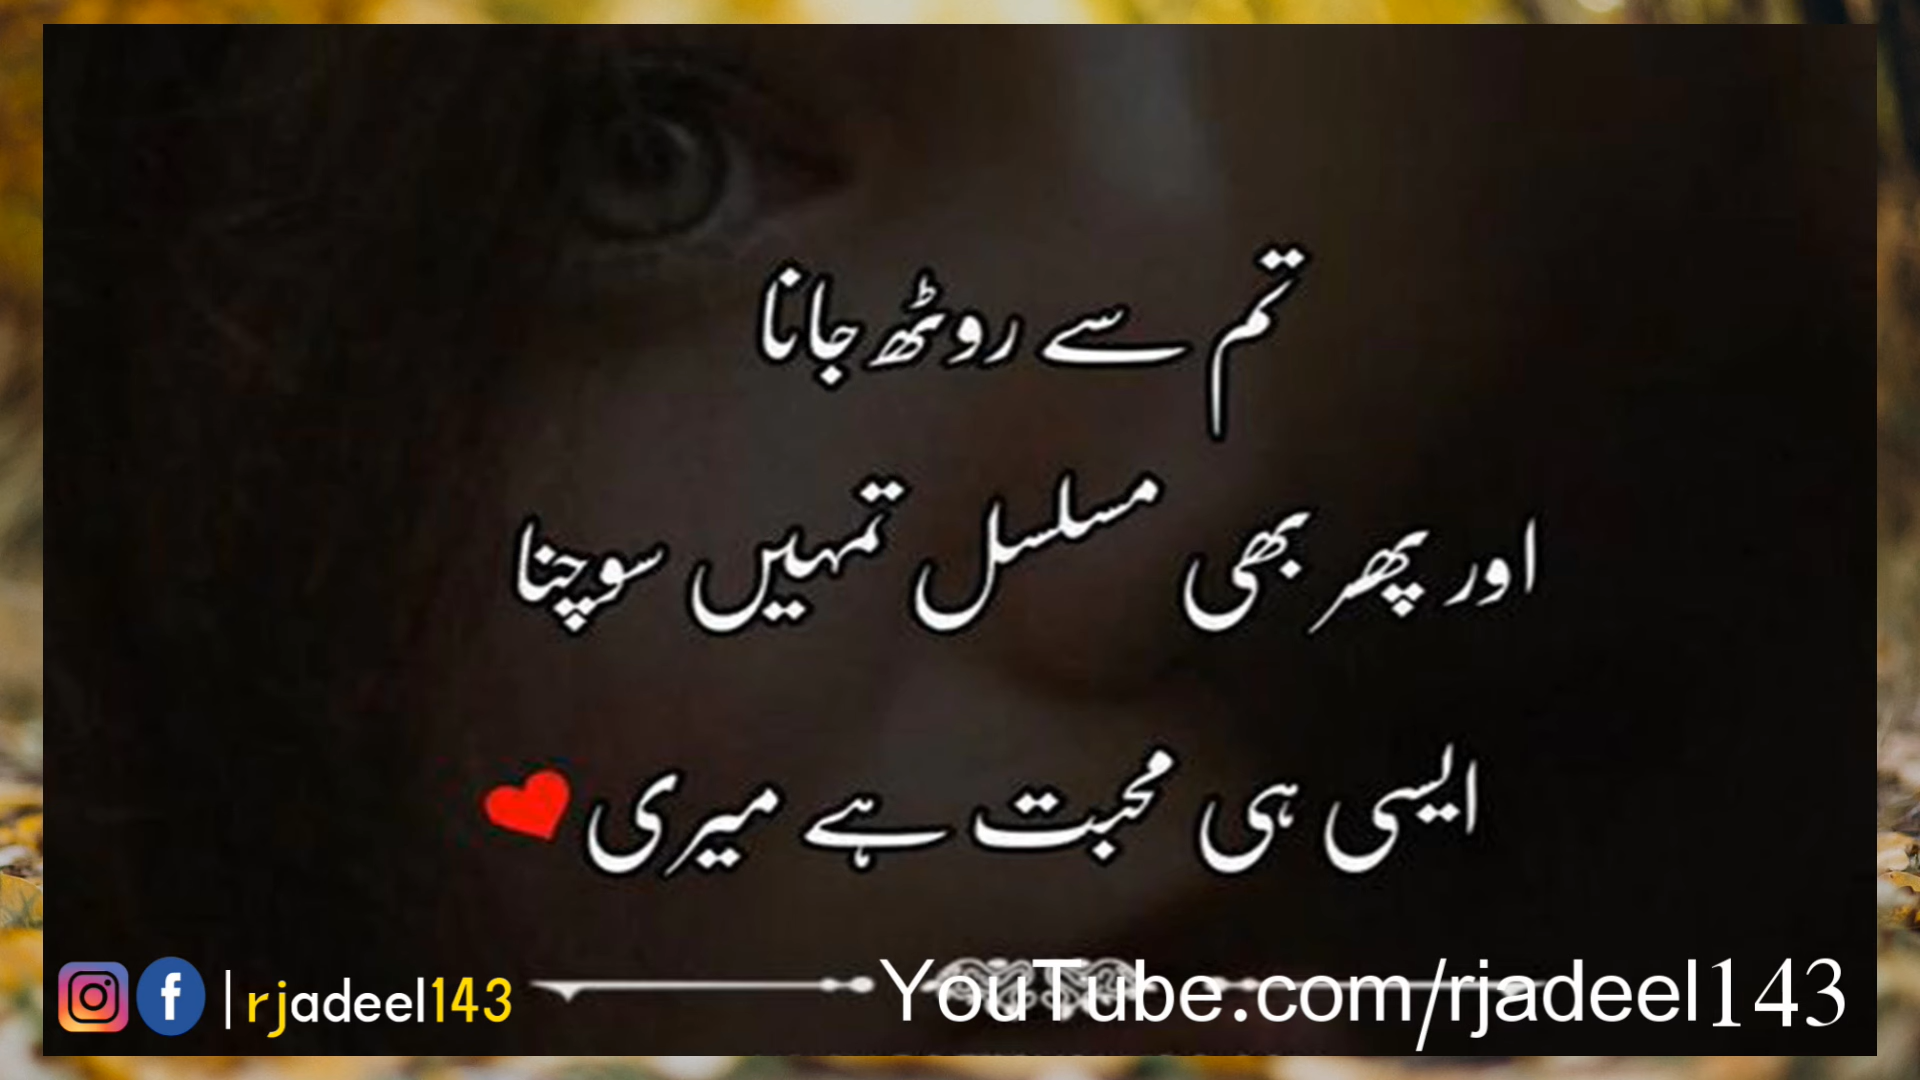 تم سے روٹھ جانا
اور پھر بھی مسلسل تمہیں سوچنا
ایسی ہی محبت ہے میری ❤
f | rjadeel143
YouTube.com/rjadeel143